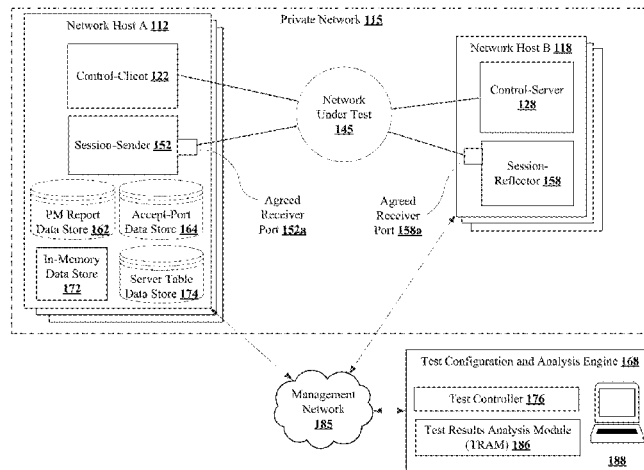 Private Network 115
Network Host A 112
Control-Client 122
Session-Sender 152
PM Report
Data Store 162
Accept-Port
Data Store 164
In-Memory
Data Store
172
Server Table
Data Store 174
Network
Under Test
145
Agreed
Receiver
Port 152a
Agreed
Receiver
Port 158a
Network Host B 118
Control-Server
128
Session-
Reflector
158
Management
Network
185
Test Configuration and Analysis Engine 168
Test Controller 176
Test Results Analysis Module
(TRAM) 186
188